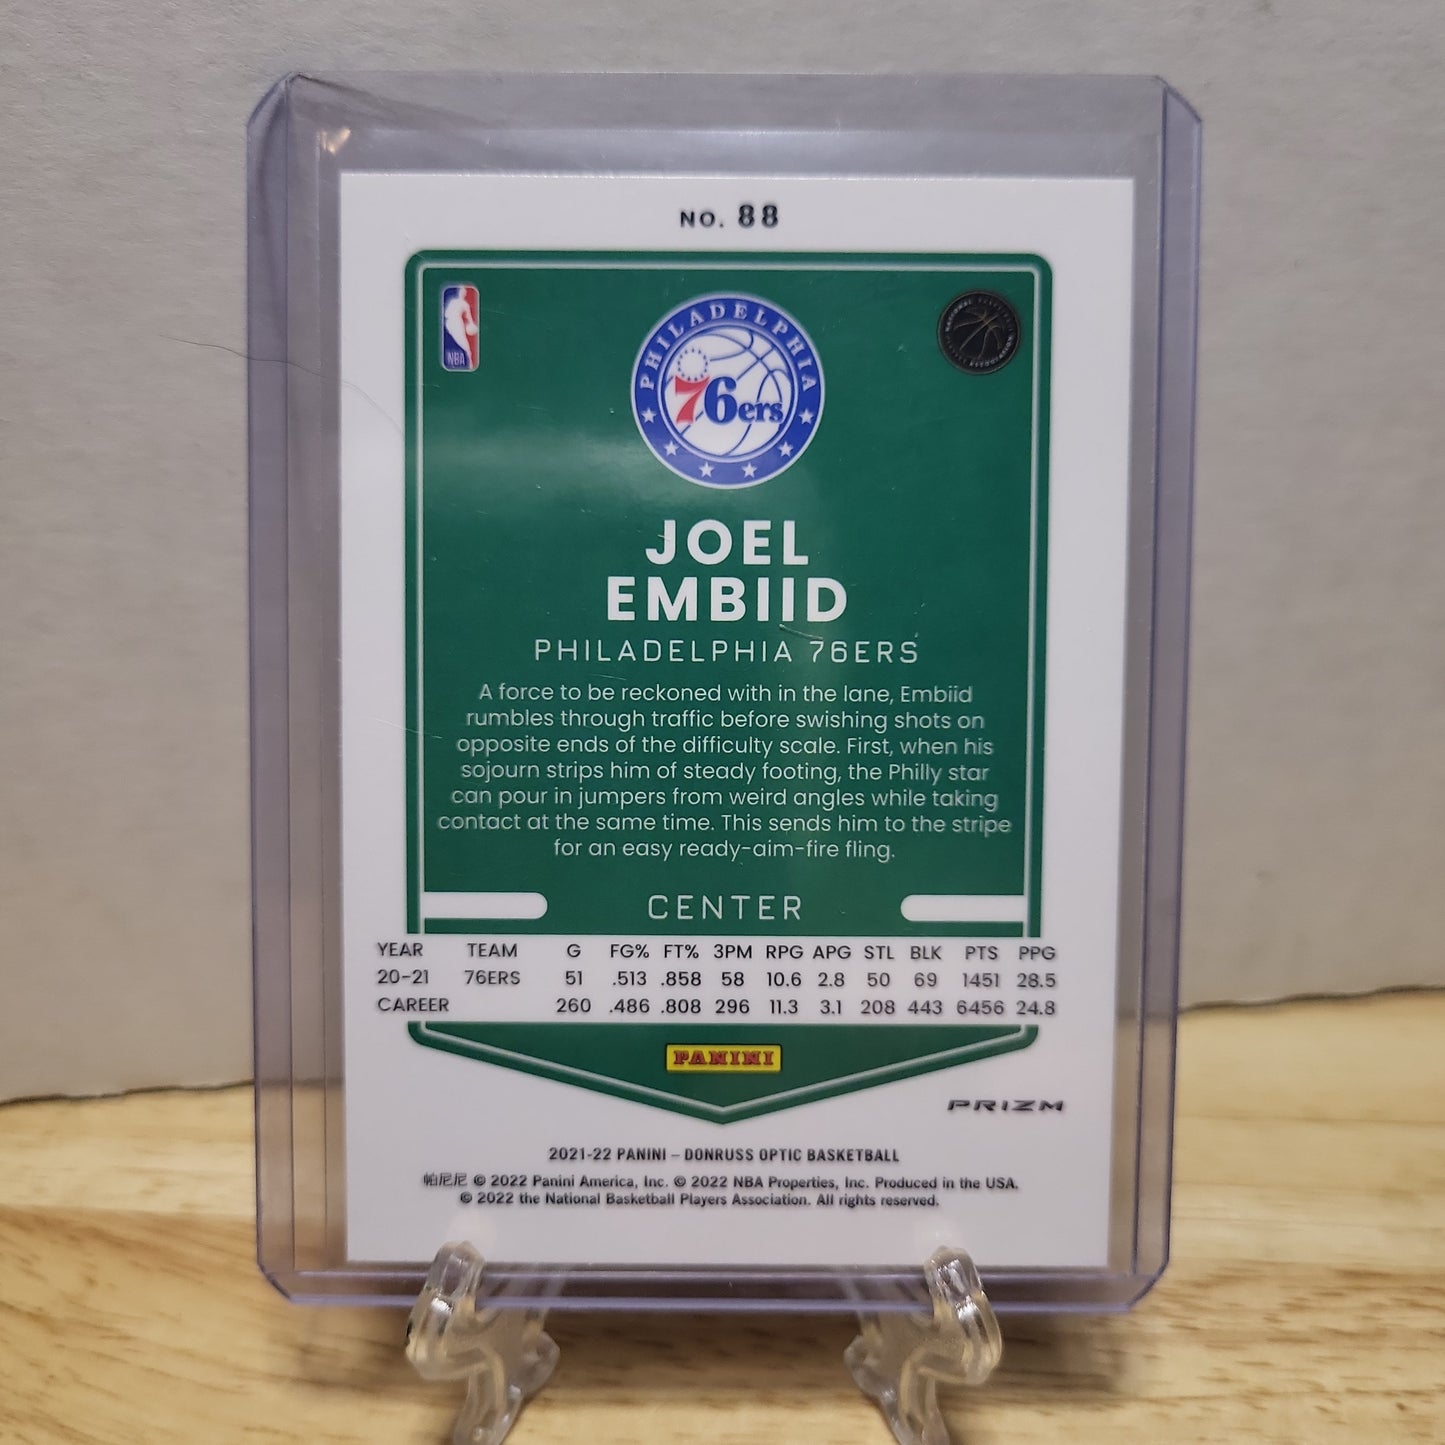 NO. 88
NBA
PHILADELPHIA
76ers
JOEL
EMBIID
PHILADELPHIA 76ERS
A force to be reckoned with in the lane, Embiid
rumbles through traffic before swishing shots on
opposite ends of the difficulty scale. First, when his
sojourn strips him of steady footing, the Philly star
can pour in jumpers from weird angles while taking
contact at the same time. This sends him to the stripe
for an easy ready-aim-fire fling.
CENTER
YEAR TEAM G FG% FT% 3PM RPG APG STL BLK PTS PPG
20-21 76ERS 51 .513 .858 58 10.6 2.8 50 69 1451 28.5
CAREER 260 .486 .808 296 11.3 3.1 208 443 6456 24.8
PANINI
PRIZM
2021-22 PANINI – DONRUSS OPTIC BASKETBALL
帕尼尼 © 2022 Panini America, Inc. © 2022 NBA Properties, Inc. Produced in the USA.
© 2022 the National Basketball Players Association. All rights reserved.